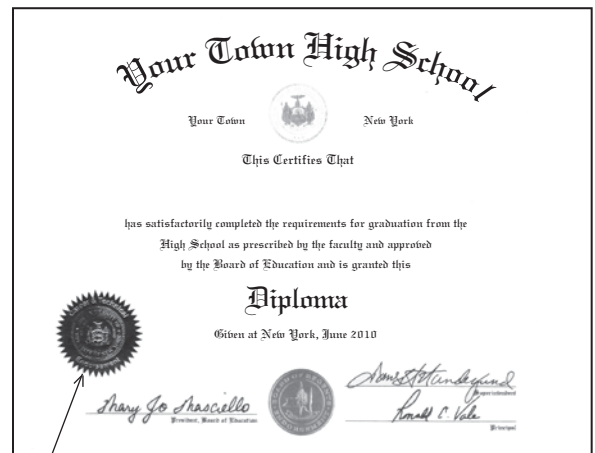 Your Town High School
Your Town New York
This Certifies That
has satisfactorily completed the requirements for graduation from the
High School as prescribed by the faculty and approved
by the Board of Education and is granted this
Diploma
Given at New York, June 2010
Superintendent
Mary Jo Masciello
Ronald C. Vale
President, Board of Education
Principal